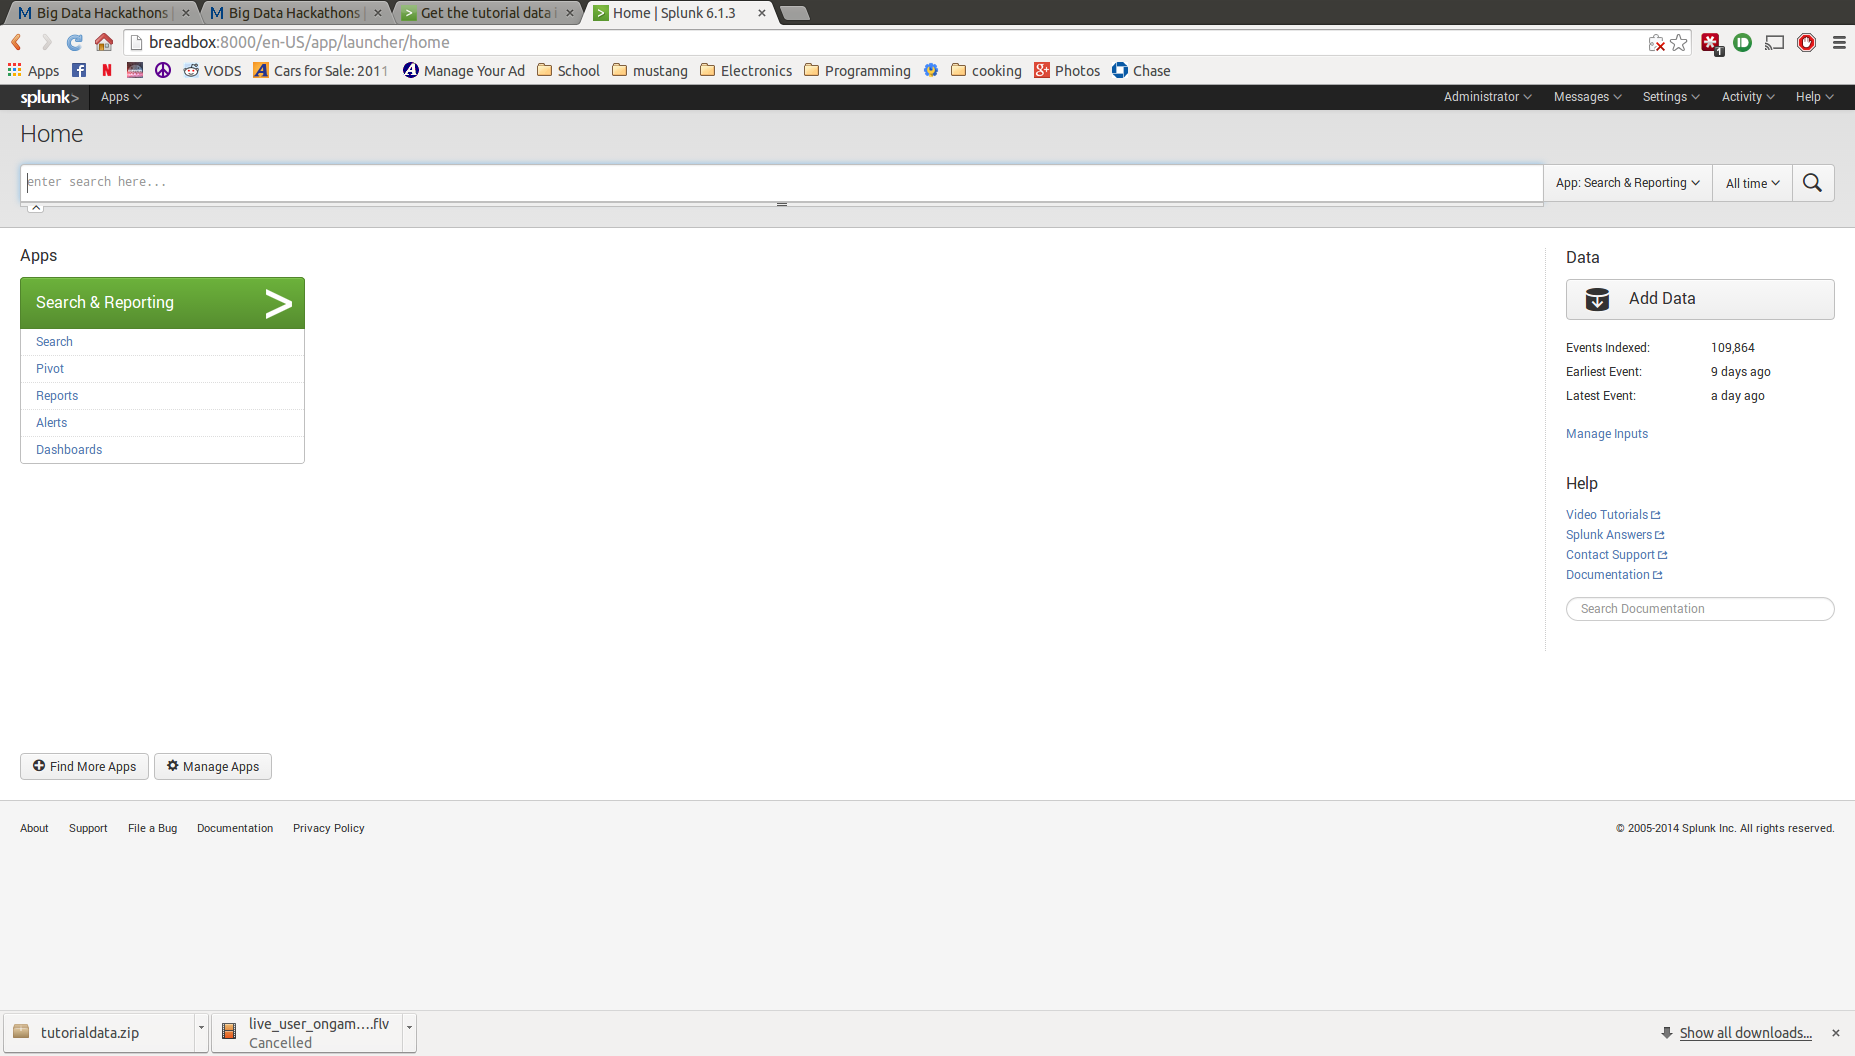 Big Data Hackathons | Big Data Hackathons | Get the tutorial data i Home | Splunk 6.1.3
breadbox:8000/en-US/app/launcher/home
Apps VODS Cars for Sale: 2011 Manage Your Ad School mustang Electronics Programming cooking Photos Chase
splunk> Apps Administrator Messages Settings Activity Help
Home
enter search here... App: Search & Reporting All time
Apps
Search & Reporting >
Search
Pivot
Reports
Alerts
Dashboards
Data
Add Data
Events Indexed: 109,864
Earliest Event: 9 days ago
Latest Event: a day ago
Manage Inputs
Help
Video Tutorials
Splunk Answers
Contact Support
Documentation
Search Documentation
Find More Apps Manage Apps
About Support File a Bug Documentation Privacy Policy © 2005-2014 Splunk Inc. All rights reserved.
tutorialdata.zip live_user_ongam....flv Show all downloads...
Cancelled